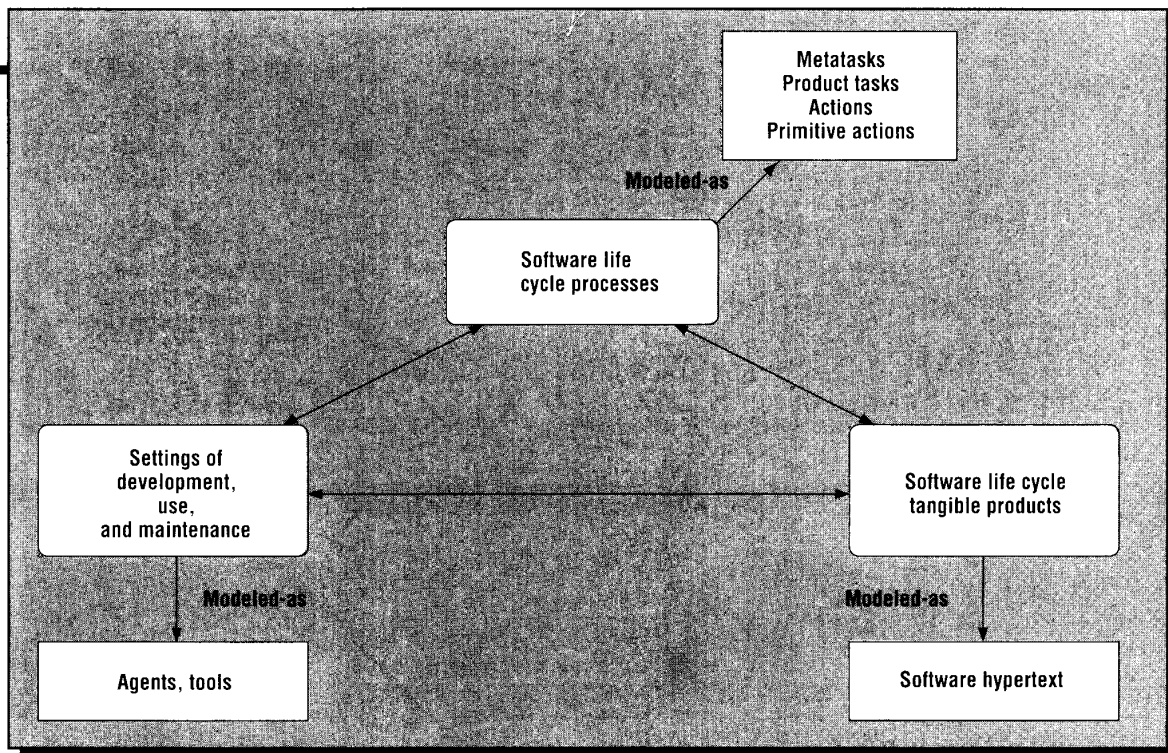 Metatasks
Product tasks
Actions
Primitive actions
Modeled-as
Software life
cycle processes
Settings of
development,
use,
and maintenance
Software life cycle
tangible products
Modeled-as
Modeled-as
Agents, tools
Software hypertext